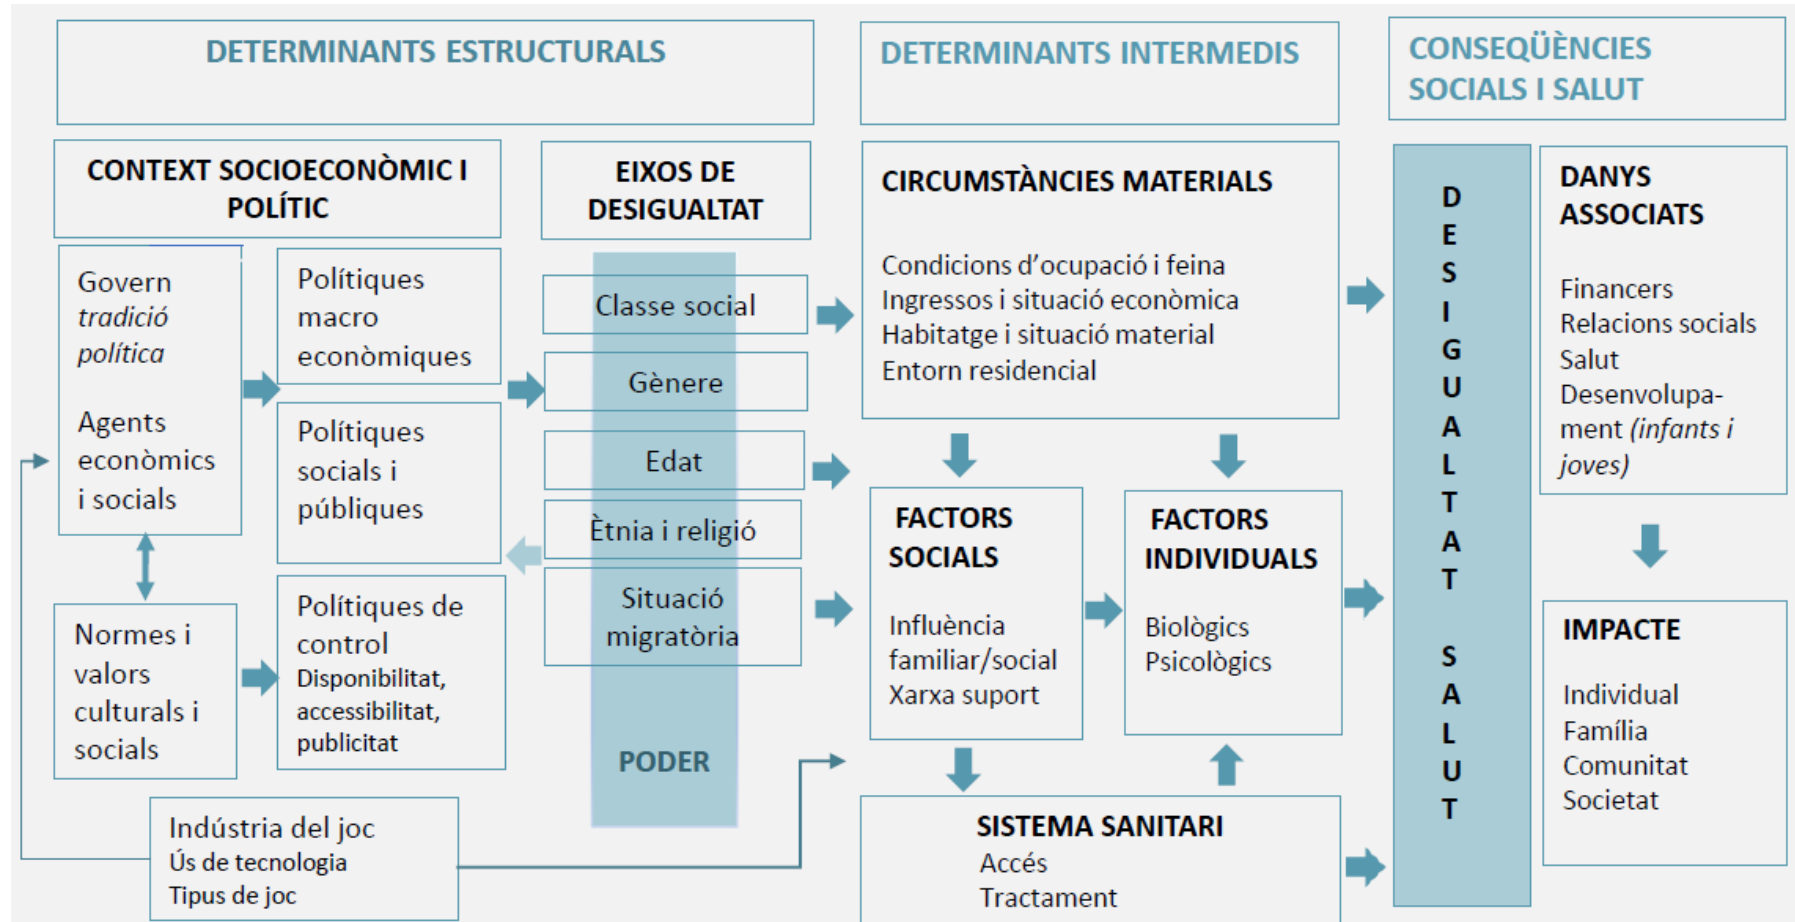 DETERMINANTS ESTRUCTURALS
DETERMINANTS INTERMEDIS
CONSEQÜÈNCIES
SOCIALS I SALUT
CONTEXT SOCIOECONÒMIC I
POLÍTIC
Govern
tradició
política
Agents
econòmics
i socials
Normes i
valors
culturals i
socials
Polítiques
macro
econòmiques
Polítiques
socials i
públiques
Polítiques de
control
Disponibilitat,
accessibilitat,
publicitat
Indústria del joc
Ús de tecnologia
Tipus de joc
EIXOS DE
DESIGUALTAT
Classe social
Gènere
Edat
Ètnia i religió
Situació
migratòria
PODER
CIRCUMSTÀNCIES MATERIALS
Condicions d’ocupació i feina
Ingressos i situació econòmica
Habitatge i situació material
Entorn residencial
FACTORS
SOCIALS
Influència
familiar/social
Xarxa suport
FACTORS
INDIVIDUALS
Biològics
Psicològics
SISTEMA SANITARI
Accés
Tractament
DESIGUALTAT SALUT
DANYS
ASSOCIATS
Financers
Relacions socials
Salut
Desenvolupa-
ment (infants i
joves)
IMPACTE
Individual
Família
Comunitat
Societat